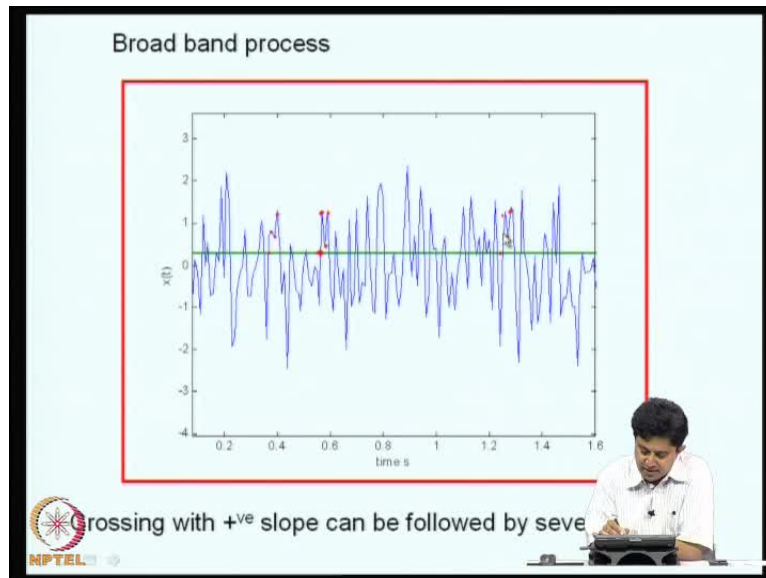 Broad band process
3
2
1
0
-1
-2
-3
-4
x(t)
0.2 0.4 0.6 0.8 1 1.2 1.4 1.6
time s
Crossing with +ve slope can be followed by seve
NPTEL